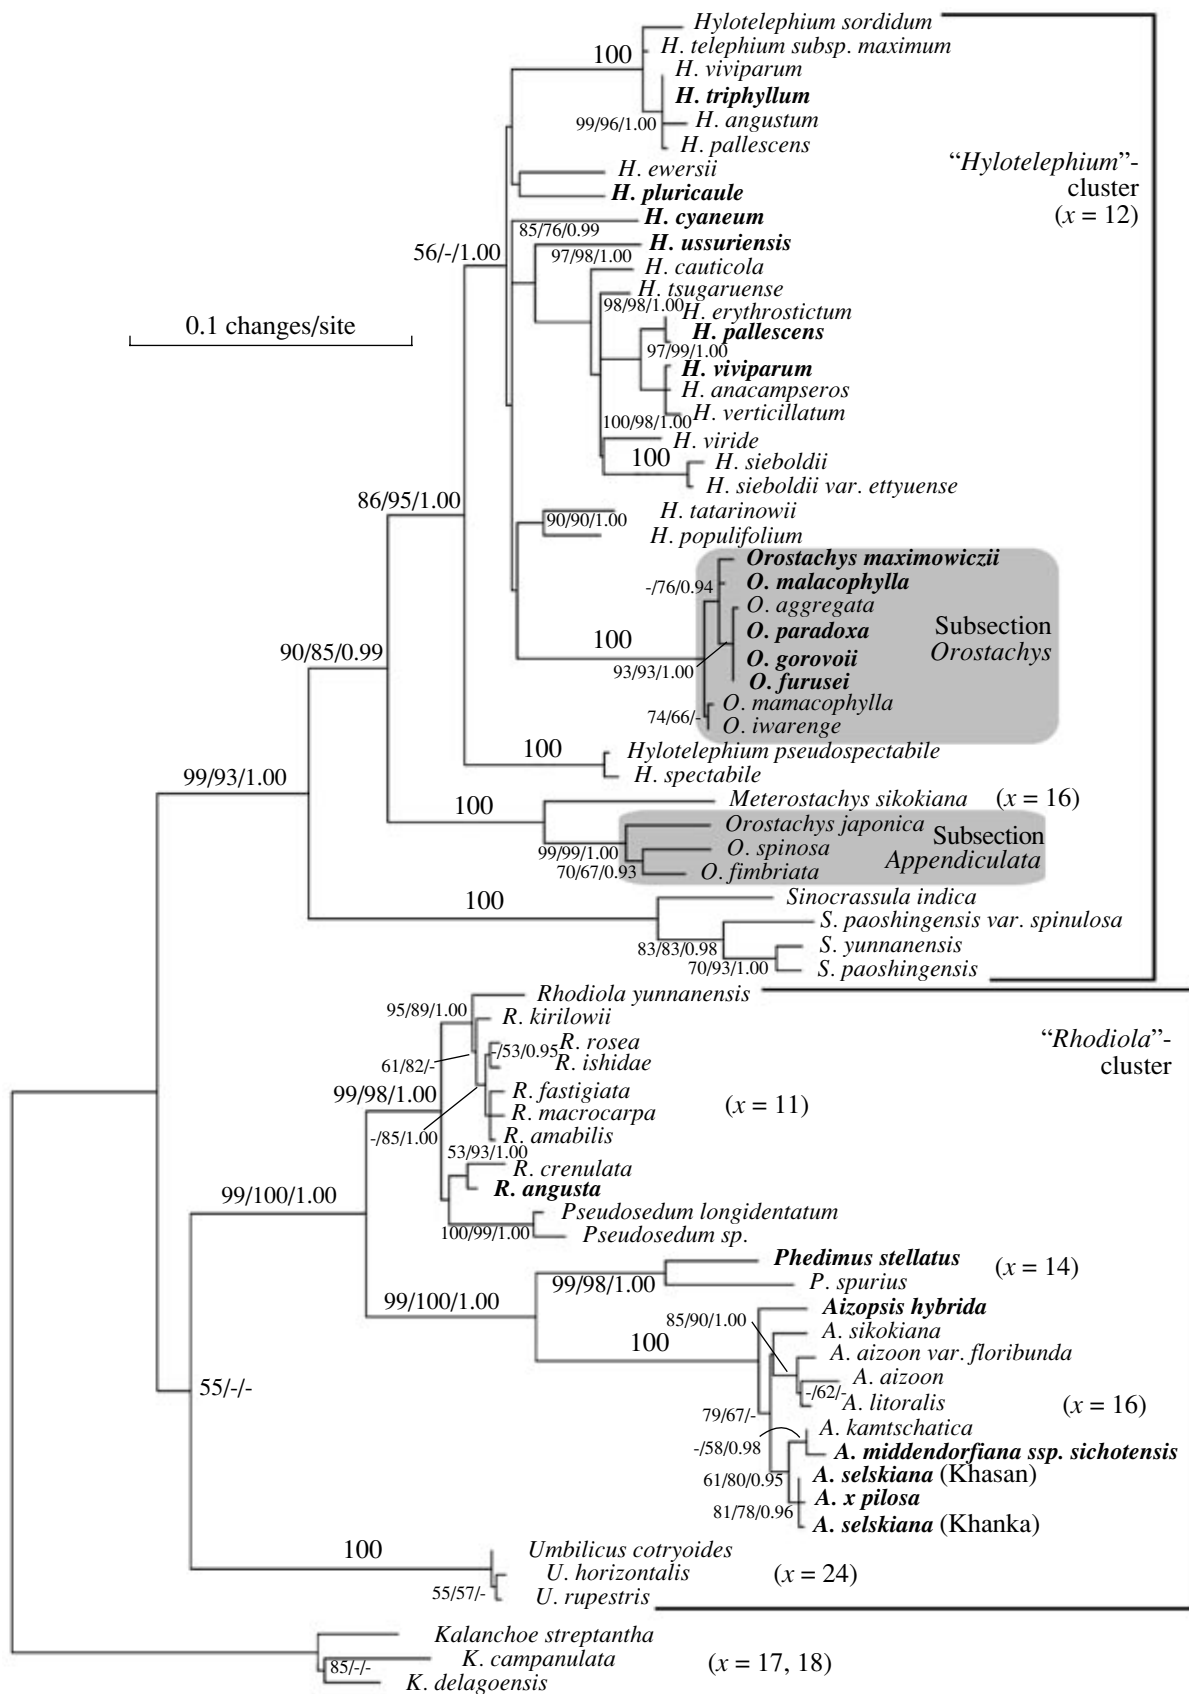 Hylotelephium sordidum
H. telephium subsp. maximum
100
H. viviparum
H. triphyllum
99/96/1.00
H. angustum
H. pallescens
"Hylotelephium"-
cluster
(x = 12)
H. ewersii
H. pluricaule
H. cyaneum
85/76/0.99
H. ussuriensis
56/-/1.00
97/98/1.00
H. cauticola
H. tsugaruense
98/98/1.00
H. erythrostictum
0.1 changes/site
H. pallescens
97/99/1.00
H. viviparum
H. anacampseros
H. verticillatum
100/98/1.00
H. viride
100
H. sieboldii
H. sieboldii var. ettyuense
86/95/1.00
H. tatarinowii
90/90/1.00
H. populifolium
Orostachys maximowiczii
-/76/0.94
O. malacophylla
O. aggregata
O. paradoxa
Subsection
Orostachys
100
90/85/0.99
O. gorovoii
93/93/1.00
O. furusei
O. mamacophylla
74/66/-
O. iwarenge
Hylotelephium pseudospectabile
100
H. spectabile
99/93/1.00
Meterostachys sikokiana (x = 16)
100
Orostachys japonica
Subsection
Appendiculata
99/99/1.00
O. spinosa
70/67/0.93
O. fimbriata
100
Sinocrassula indica
S. paoshingensis var. spinulosa
83/83/0.98
S. yunnanensis
70/93/1.00
S. paoshingensis
Rhodiola yunnanensis
95/89/1.00
R. kirilowii
"Rhodiola"-
cluster
-/53/0.95
R. rosea
61/82/-
R. ishidae
99/98/1.00
R. fastigiata
(x = 11)
R. macrocarpa
-/85/1.00
R. amabilis
53/93/1.00
R. crenulata
99/100/1.00
R. angusta
Pseudosedum longidentatum
100/99/1.00
Pseudosedum sp.
Phedimus stellatus
(x = 14)
99/98/1.00
P. spurius
99/100/1.00
Aizopsis hybrida
85/90/1.00
A. sikokiana
100
A. aizoon var. floribunda
A. aizoon
55/-/-
-/62/-
A. litoralis
(x = 16)
79/67/-
A. kamtschatica
-/58/0.98
A. middendorfiana ssp. sichotensis
61/80/0.95
A. selskiana (Khasan)
A. x pilosa
81/78/0.96
A. selskiana (Khanka)
100
Umbilicus cotryoides
U. horizontalis
(x = 24)
55/57/-
U. rupestris
Kalanchoe streptantha
K. campanulata
(x = 17, 18)
85/-/-
K. delagoensis